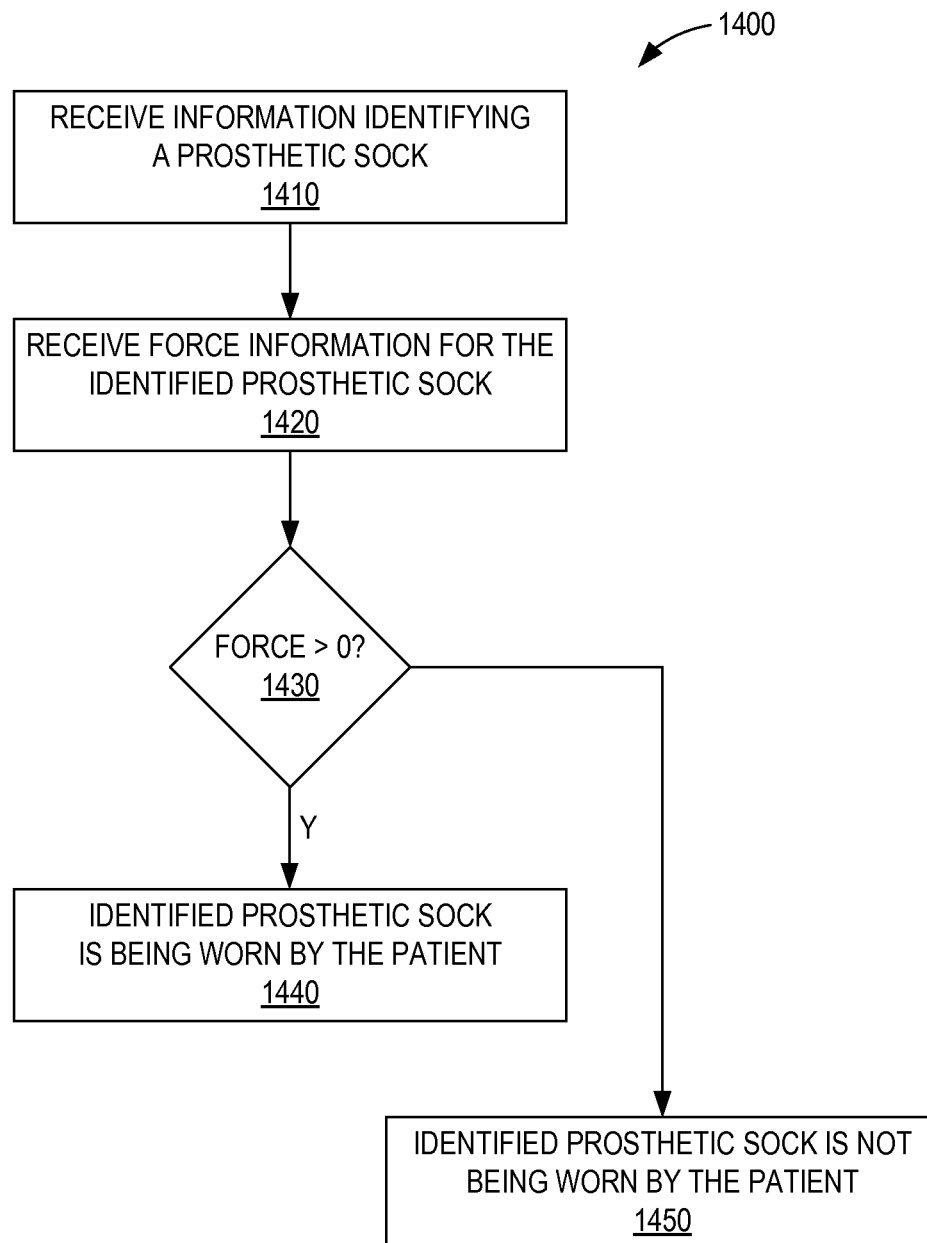 1400
RECEIVE INFORMATION IDENTIFYING
A PROSTHETIC SOCK
1410
RECEIVE FORCE INFORMATION FOR THE
IDENTIFIED PROSTHETIC SOCK
1420
FORCE > 0?
1430
Y
IDENTIFIED PROSTHETIC SOCK
IS BEING WORN BY THE PATIENT
1440
IDENTIFIED PROSTHETIC SOCK IS NOT
BEING WORN BY THE PATIENT
1450